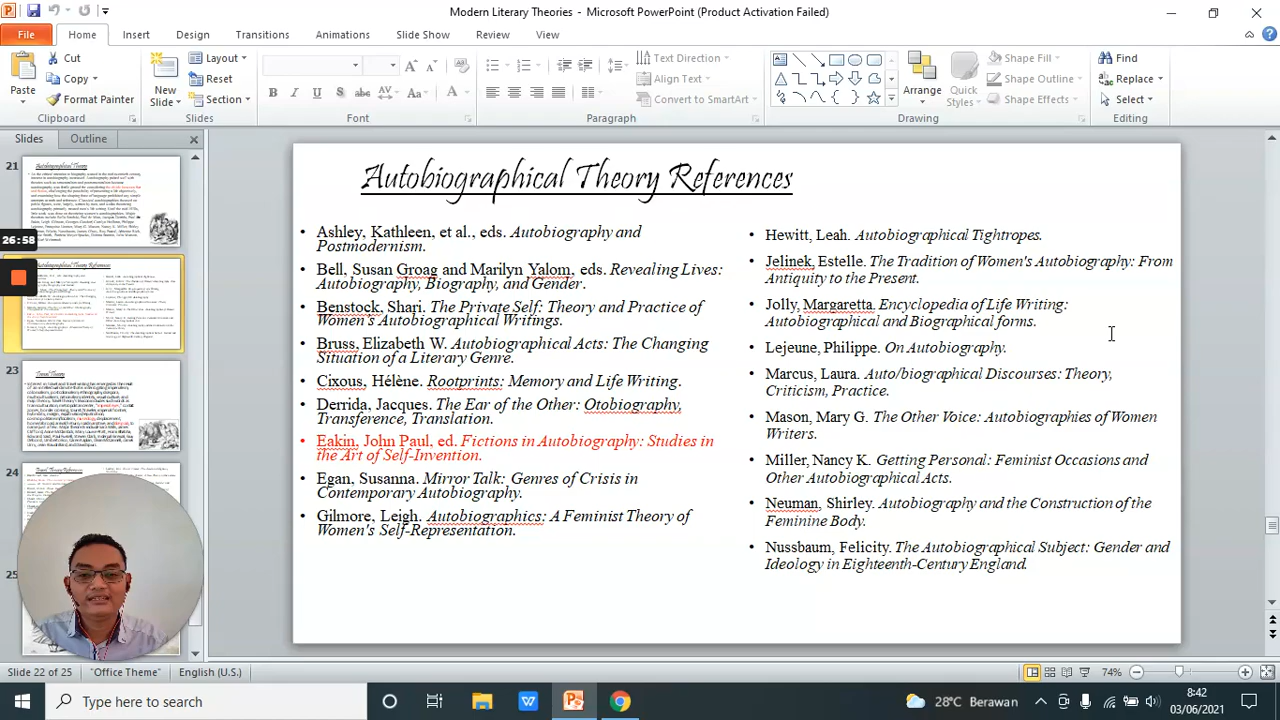 Modern Literary Theories - Microsoft PowerPoint (Product Activation Failed)
File Home Insert Design Transitions Animations Slide Show Review View
Cut
Copy
Format Painter
Paste
Clipboard
New
Slide
Layout
Reset
Section
Slides
B I U S abc AV Aa A
Font
Text Direction
Align Text
Convert to SmartArt
Paragraph
Arrange
Quick
Styles
Shape Fill
Shape Outline
Shape Effects
Drawing
Find
Replace
Select
Editing
Slides Outline
21
Autobiographical Theory
26:58
Autobiographical Theory References
23
Travel Theory
24
Travel Theory References
25
Autobiographical Theory References
• Ashley, Kathleen, et al., eds. Autobiography and
Postmodernism.
• Bell, Susan Groag and Marilyn Yalom, eds. Revealing Lives:
Autobiography, Biography, and Gender.
• Benstock, Shari. The Private Self: Theory and Practice of
Women's Autobiographical Writings.
• Bruss, Elizabeth W. Autobiographical Acts: The Changing
Situation of a Literary Genre.
• Cixous, Hélène. Rootprints: Memory and Life Writing.
• Derrida, Jacques. The Ear of the Other: Otobiography,
Transference, Translation.
• Eakin, John Paul, ed. Fictions in Autobiography: Studies in
the Art of Self-Invention.
• Egan, Susanna. Mirror Talk: Genres of Crisis in
Contemporary Autobiography.
• Gilmore, Leigh. Autobiographics: A Feminist Theory of
Women's Self-Representation.
• Hewitt, Leah. Autobiographical Tightropes.
• Jelinek, Estelle. The Tradition of Women's Autobiography: From
Antiquity to the Present.
• Jolly, Margaretta. Encyclopedia of Life Writing:
Autobiographical and Biographical forms.
• Lejeune, Philippe. On Autobiography.
• Marcus, Laura. Auto/biographical Discourses: Theory,
Criticism, Practice.
• Mason, Mary G. The Other Voice: Autobiographies of Women
Writers.
• Miller, Nancy K. Getting Personal: Feminist Occasions and
Other Autobiographical Acts.
• Neuman, Shirley. Autobiography and the Construction of the
Feminine Body.
• Nussbaum, Felicity. The Autobiographical Subject: Gender and
Ideology in Eighteenth-Century England.
Slide 22 of 25 "Office Theme" English (U.S.) 74%
Type here to search
28°C Berawan
8:42
03/06/2021